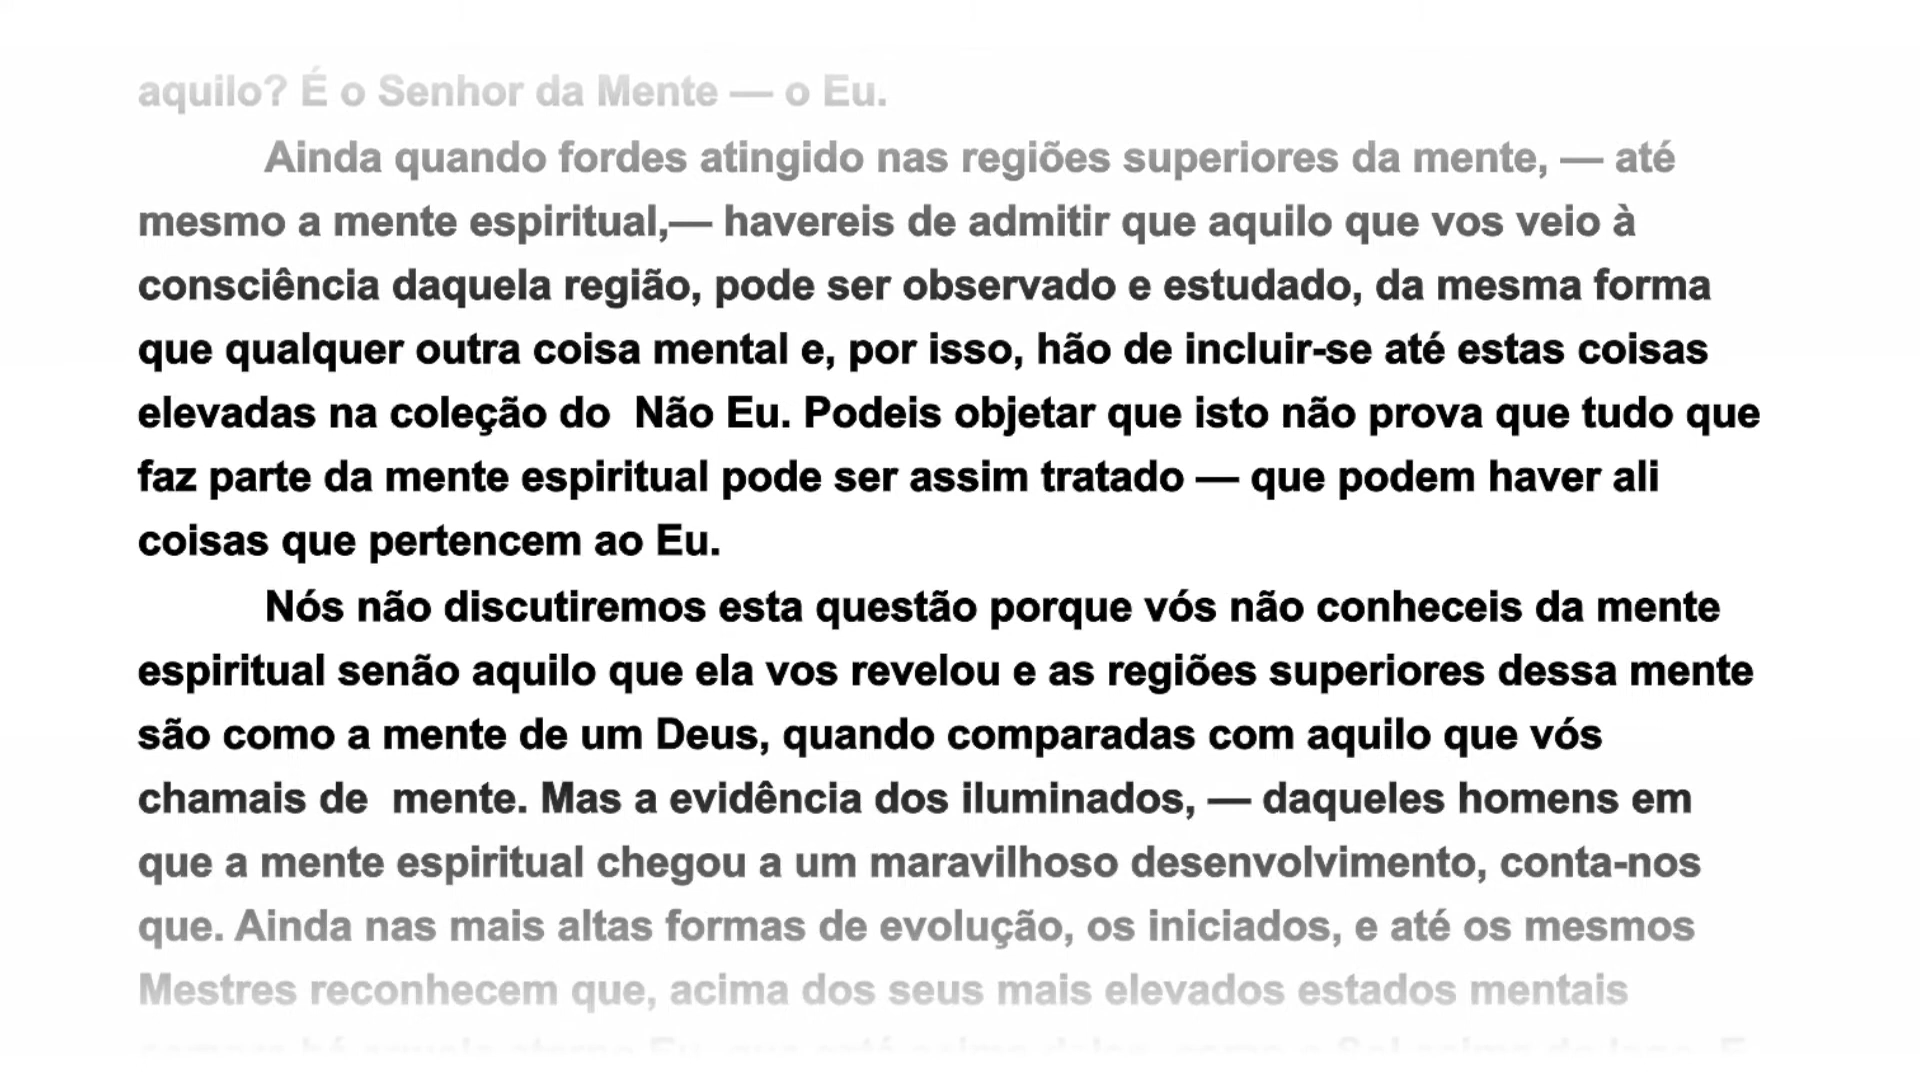 aquilo? É o Senhor da Mente — o Eu.
Ainda quando fordes atingido nas regiões superiores da mente, — até
mesmo a mente espiritual,— havereis de admitir que aquilo que vos veio à
consciência daquela região, pode ser observado e estudado, da mesma forma
que qualquer outra coisa mental e, por isso, hão de incluir-se até estas coisas
elevadas na coleção do  Não Eu. Podeis objetar que isto não prova que tudo que
faz parte da mente espiritual pode ser assim tratado — que podem haver ali
coisas que pertencem ao Eu.
Nós não discutiremos esta questão porque vós não conheceis da mente
espiritual senão aquilo que ela vos revelou e as regiões superiores dessa mente
são como a mente de um Deus, quando comparadas com aquilo que vós
chamais de  mente. Mas a evidência dos iluminados, — daqueles homens em
que a mente espiritual chegou a um maravilhoso desenvolvimento, conta-nos
que. Ainda nas mais altas formas de evolução, os iniciados, e até os mesmos
Mestres reconhecem que, acima dos seus mais elevados estados mentais